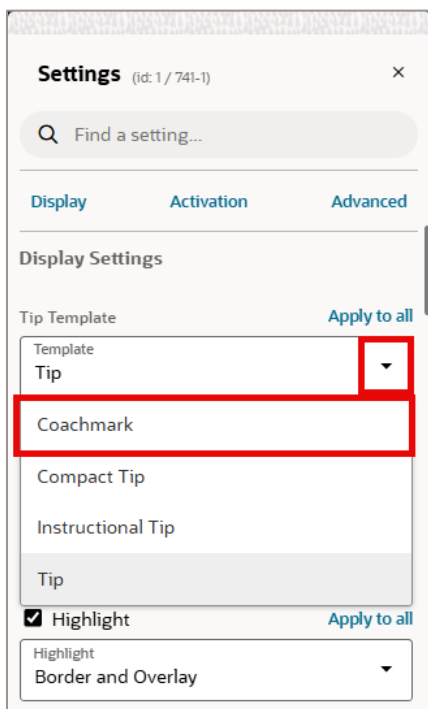 Settings (id: 1 / 741-1)
Find a setting...
Display Activation Advanced
Display Settings
Tip Template Apply to all
Template
Tip
Coachmark
Compact Tip
Instructional Tip
Tip
Highlight Apply to all
Highlight
Border and Overlay